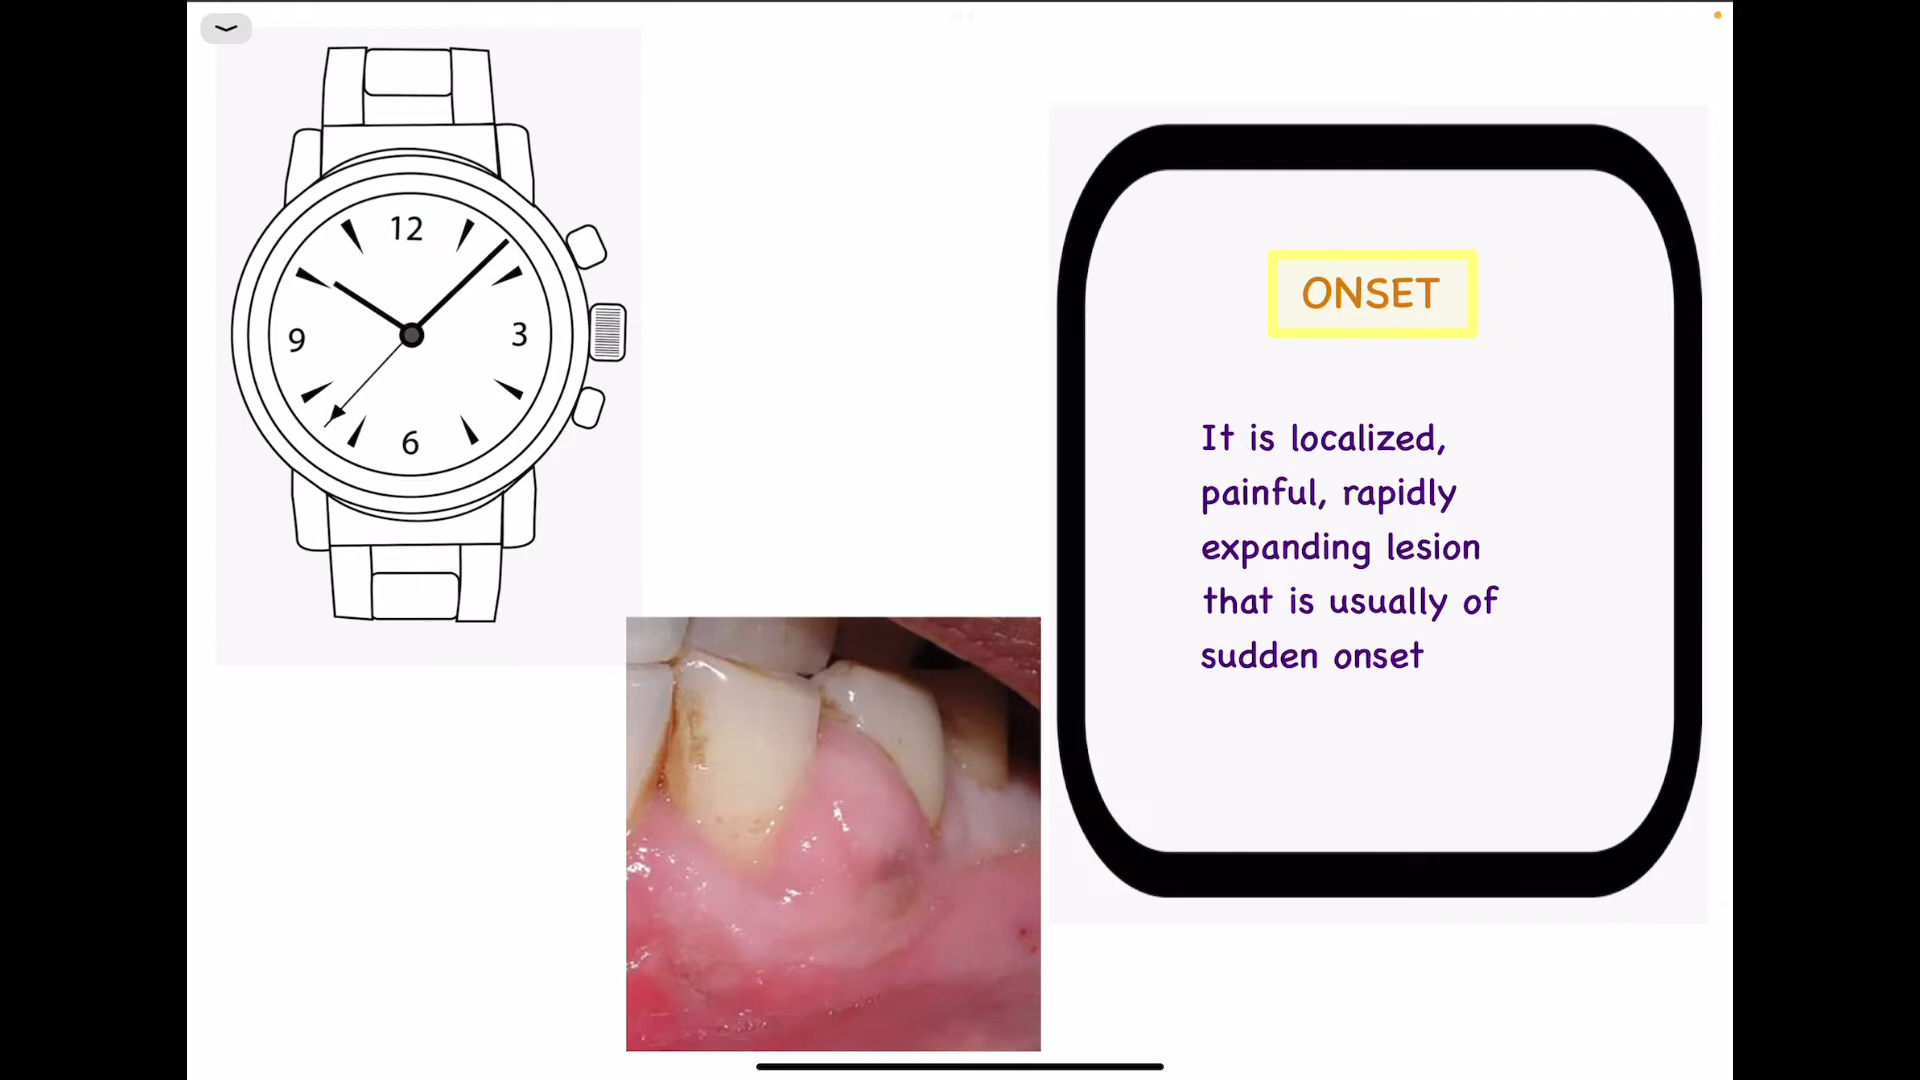 12
3
9
6
ONSET
It is localized,
painful, rapidly
expanding lesion
that is usually of
sudden onset